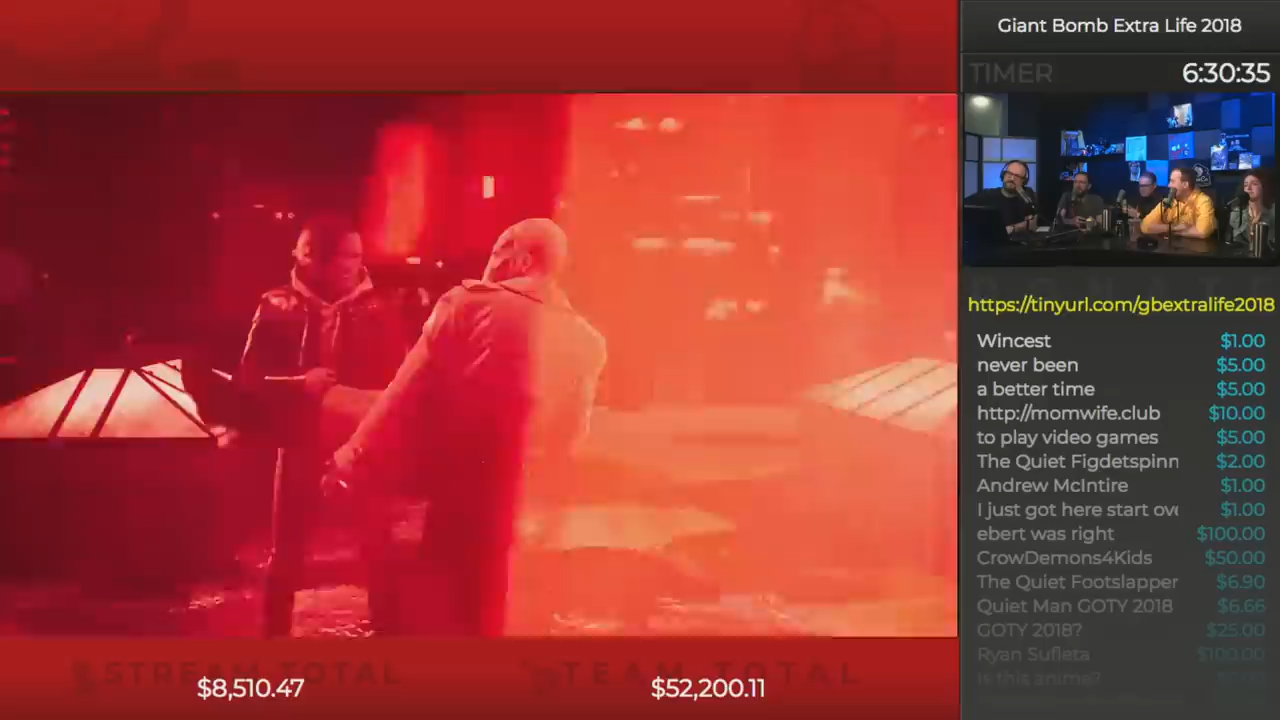 Giant Bomb Extra Life 2018
TIMER 6:30:35
https://tinyurl.com/gbextralife2018
Wincest $1.00
never been $5.00
a better time $5.00
http://momwife.club $10.00
to play video games $5.00
The Quiet Figdetspinn $2.00
Andrew McIntire $1.00
I just got here start ove $1.00
ebert was right $100.00
CrowDemons4Kids $50.00
The Quiet Footslapper $6.90
Quiet Man GOTY 2018 $6.66
GOTY 2018? $25.00
Ryan Sufleta $100.00
Is this anime?
STREAM TOTAL
$8,510.47
TEAM TOTAL
$52,200.11